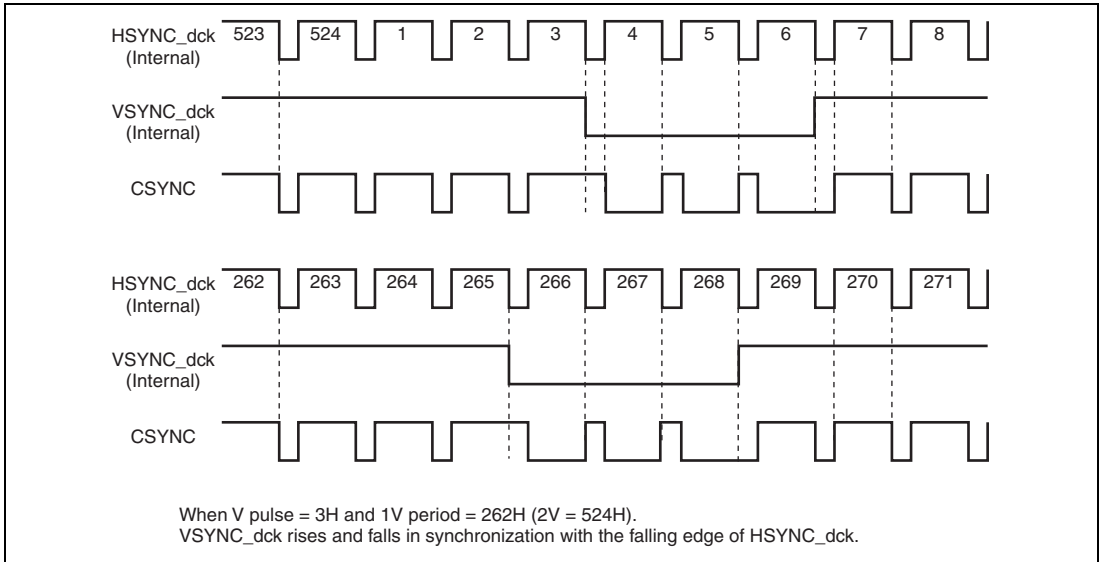 HSYNC_dck 523 524 1 2 3 4 5 6 7 8
(Internal)
VSYNC_dck
(Internal)
CSYNC
HSYNC_dck 262 263 264 265 266 267 268 269 270 271
(Internal)
VSYNC_dck
(Internal)
CSYNC
When V pulse = 3H and 1V period = 262H (2V = 524H).
VSYNC_dck rises and falls in synchronization with the falling edge of HSYNC_dck.